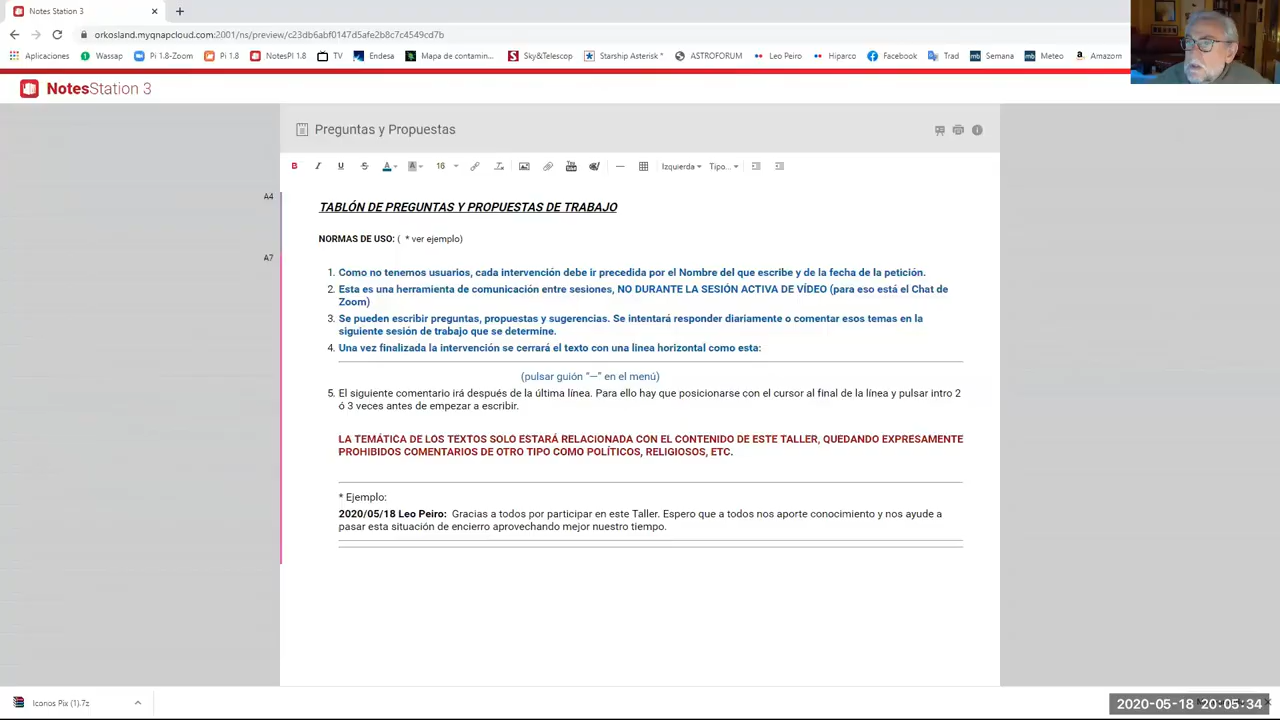 Notes Station 3
orkosland.myqnapcloud.com:2001/ns/preview/c23db6abf0147d5afe2b8c7c4549cd7b
Aplicaciones Wassap Pi 1.8-Zoom Pi 1.8 NotesPI 1.8 TV Endesa Mapa de contamin... Sky&Telescop Starship Asterisk * ASTROFORUM Leo Peiro Hiparco Facebook Trad Semana Meteo Amazom
NotesStation 3
Preguntas y Propuestas
B I U S A A 16 Izquierda Tipo...
A4
TABLÓN DE PREGUNTAS Y PROPUESTAS DE TRABAJO
NORMAS DE USO: ( * ver ejemplo)
A7
1. Como no tenemos usuarios, cada intervención debe ir precedida por el Nombre del que escribe y de la fecha de la petición.
2. Esta es una herramienta de comunicación entre sesiones, NO DURANTE LA SESIÓN ACTIVA DE VÍDEO (para eso está el Chat de
Zoom)
3. Se pueden escribir preguntas, propuestas y sugerencias. Se intentará responder diariamente o comentar esos temas en la
siguiente sesión de trabajo que se determine.
4. Una vez finalizada la intervención se cerrará el texto con una línea horizontal como esta:
(pulsar guión “—” en el menú)
5. El siguiente comentario irá después de la última línea. Para ello hay que posicionarse con el cursor al final de la línea y pulsar intro 2
ó 3 veces antes de empezar a escribir.
LA TEMÁTICA DE LOS TEXTOS SOLO ESTARÁ RELACIONADA CON EL CONTENIDO DE ESTE TALLER, QUEDANDO EXPRESAMENTE
PROHIBIDOS COMENTARIOS DE OTRO TIPO COMO POLÍTICOS, RELIGIOSOS, ETC.
* Ejemplo:
2020/05/18 Leo Peiro: Gracias a todos por participar en este Taller. Espero que a todos nos aporte conocimiento y nos ayude a
pasar esta situación de encierro aprovechando mejor nuestro tiempo.
Iconos Pix (1).7z
2020-05-18 20:05:34